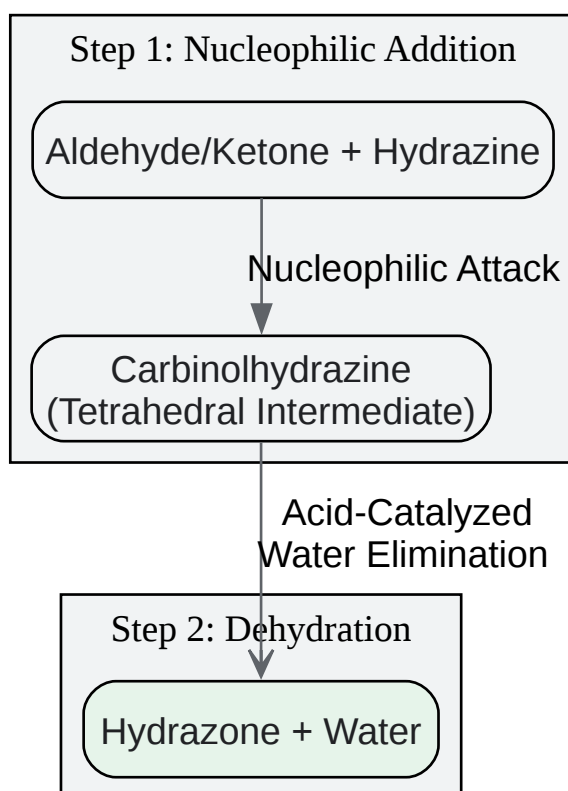 Step 1: Nucleophilic Addition
Aldehyde/Ketone + Hydrazine
Nucleophilic Attack
Carbinolhydrazine
(Tetrahedral Intermediate)
Acid-Catalyzed
Water Elimination
Step 2: Dehydration
Hydrazone + Water